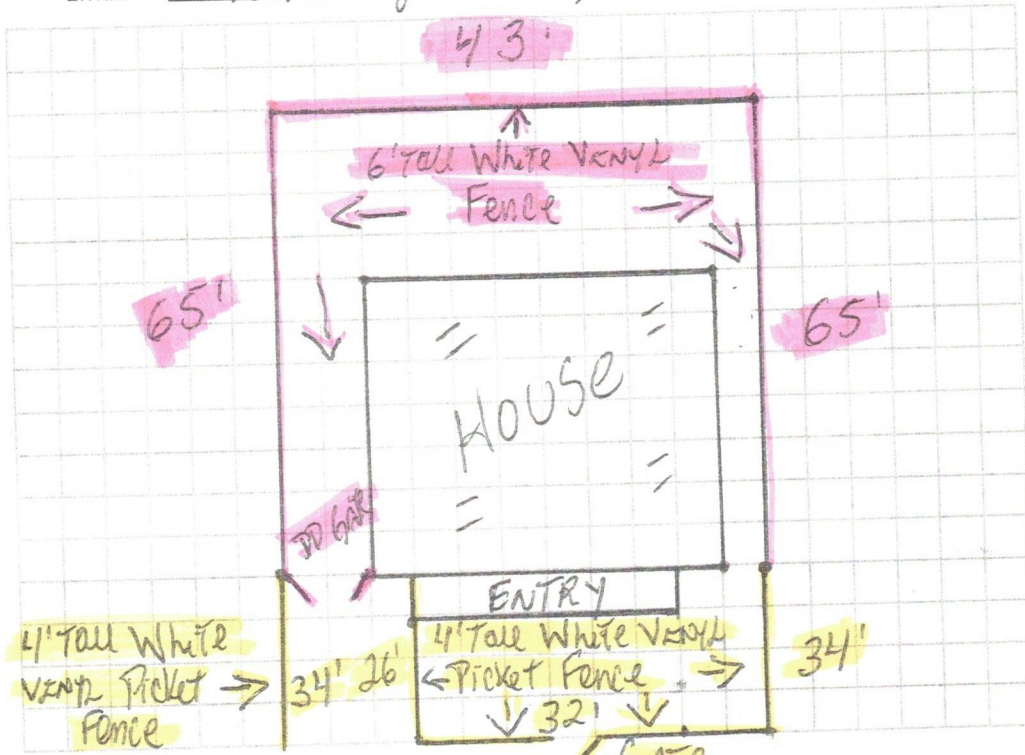 43'
6' Tall White Vinyl
Fence
65'
65'
House
DD Gate
ENTRY
4' Tall White
Vinyl Picket
Fence
34'
26'
4' Tall White Vinyl
Picket Fence
34'
32'